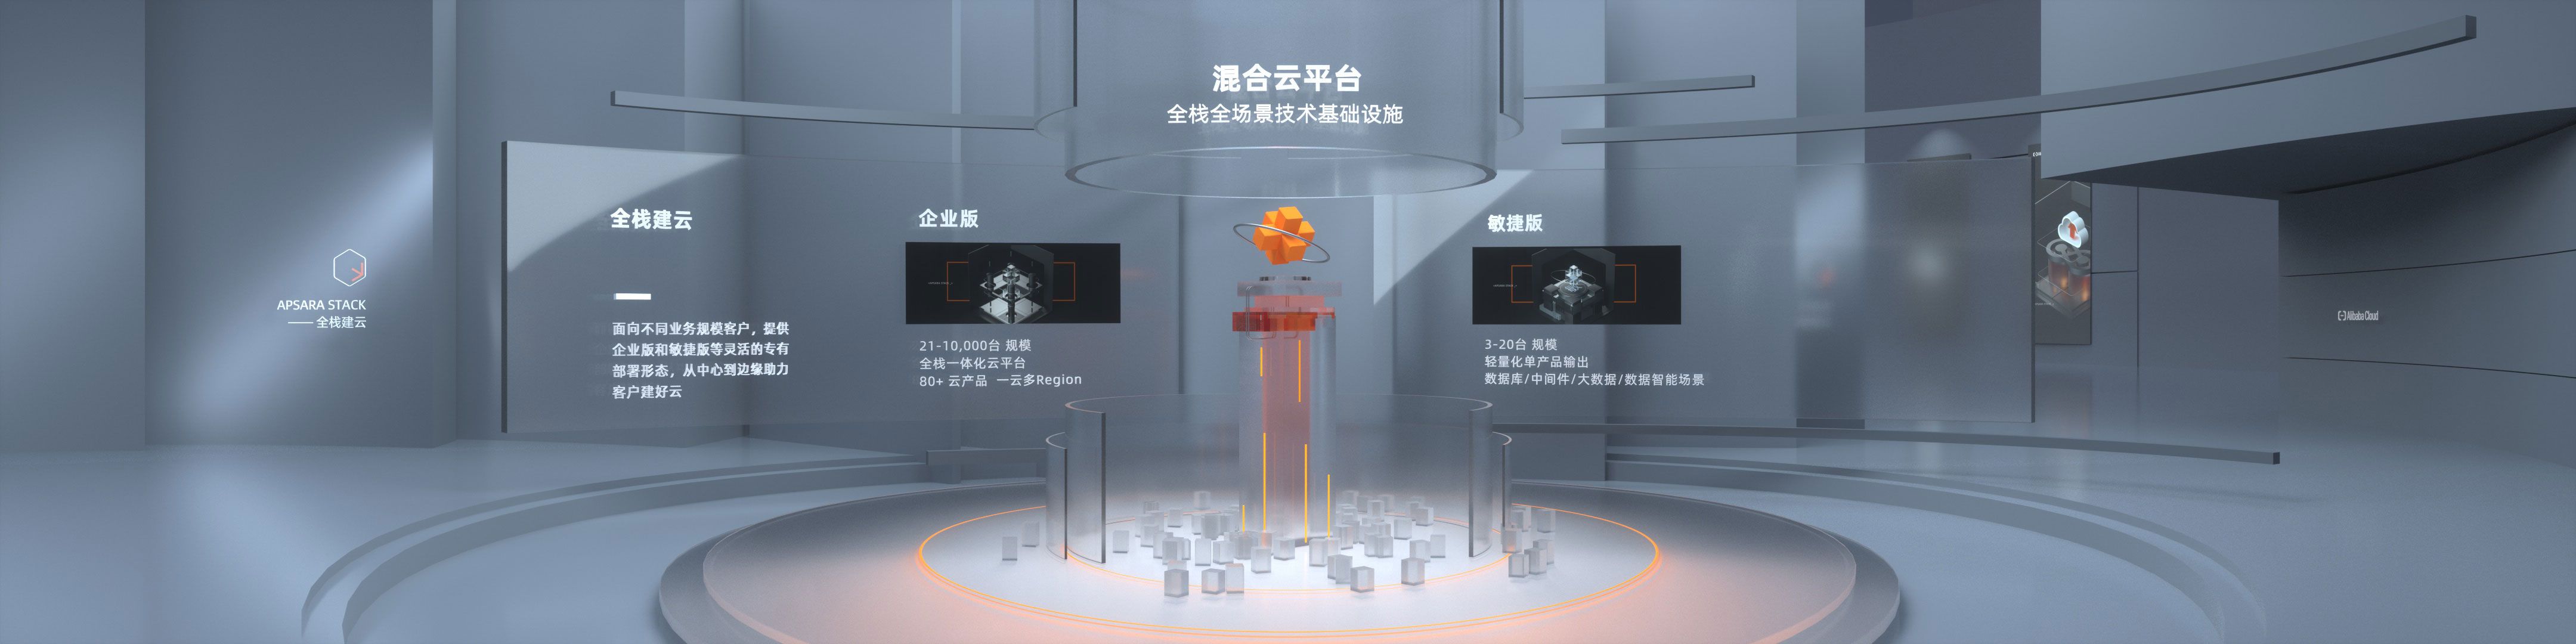 混合云平台
全栈全场景技术基础设施
APSARA STACK
—— 全栈建云
全栈建云
面向不同业务规模客户，提供
企业版和敏捷版等灵活的专有
部署形态，从中心到边缘助力
客户建好云
企业版
21-10,000台 规模
全栈一体化云平台
80+ 云产品 一云多Region
敏捷版
3-20台 规模
轻量化单产品输出
数据库/中间件/大数据/数据智能场景
Alibaba Cloud